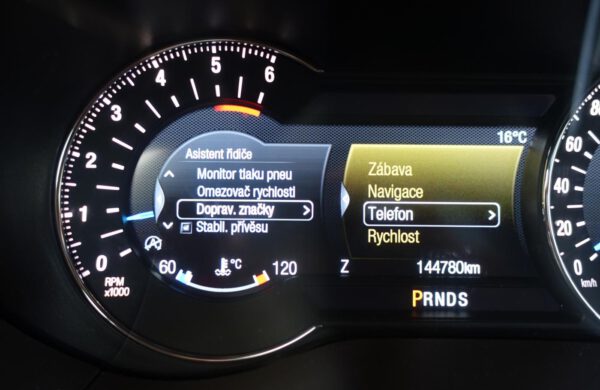 6
5
4
3
2
1
0
RPM
x1000
Asistent řidiče
Monitor tlaku pneu
Omezovač rychlosti
Doprav. značky
Stabil. přívěsu
60 °C 120
16°C
Zábava
Navigace
Telefon
Rychlost
Z 144780km
PRNDS
80
60
40
20
0
km/h